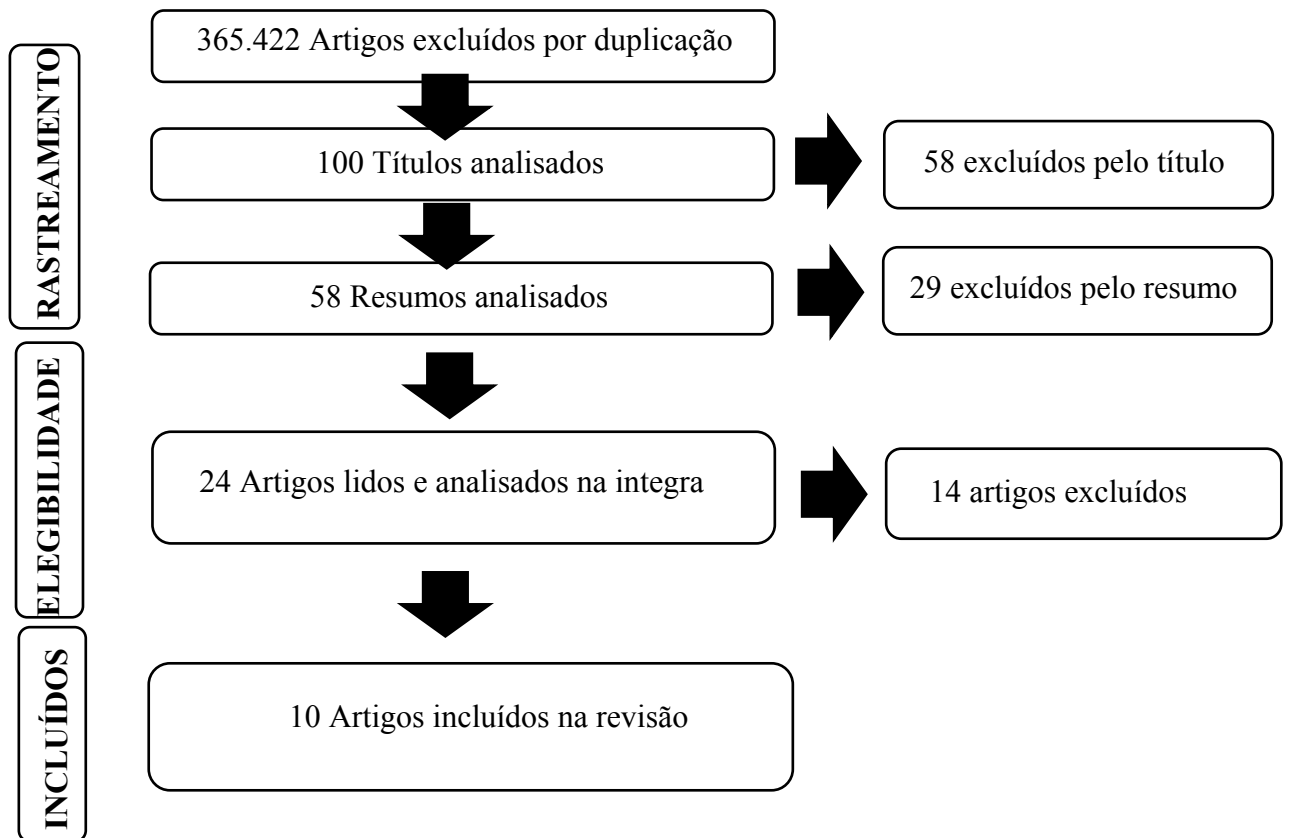 RASTREAMENTO
365.422 Artigos excluídos por duplicação
100 Títulos analisados
58 excluídos pelo título
58 Resumos analisados
29 excluídos pelo resumo
ELEGIBILIDADE
24 Artigos lidos e analisados na integra
14 artigos excluídos
INCLUÍDOS
10 Artigos incluídos na revisão